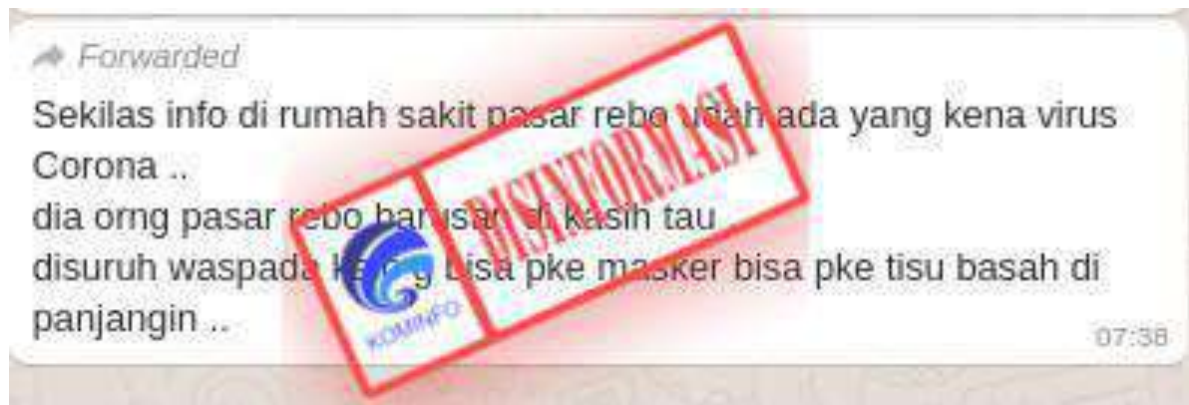 Forwarded
Sekilas info di rumah sakit pasar rebo udah ada yang kena virus
Corona ..
dia orng pasar rebo barusan di kasih tau
disuruh waspada bisa pke masker bisa pke tisu basah di
panjangin ..
07:38
DISINFORMASI
KOMINFO